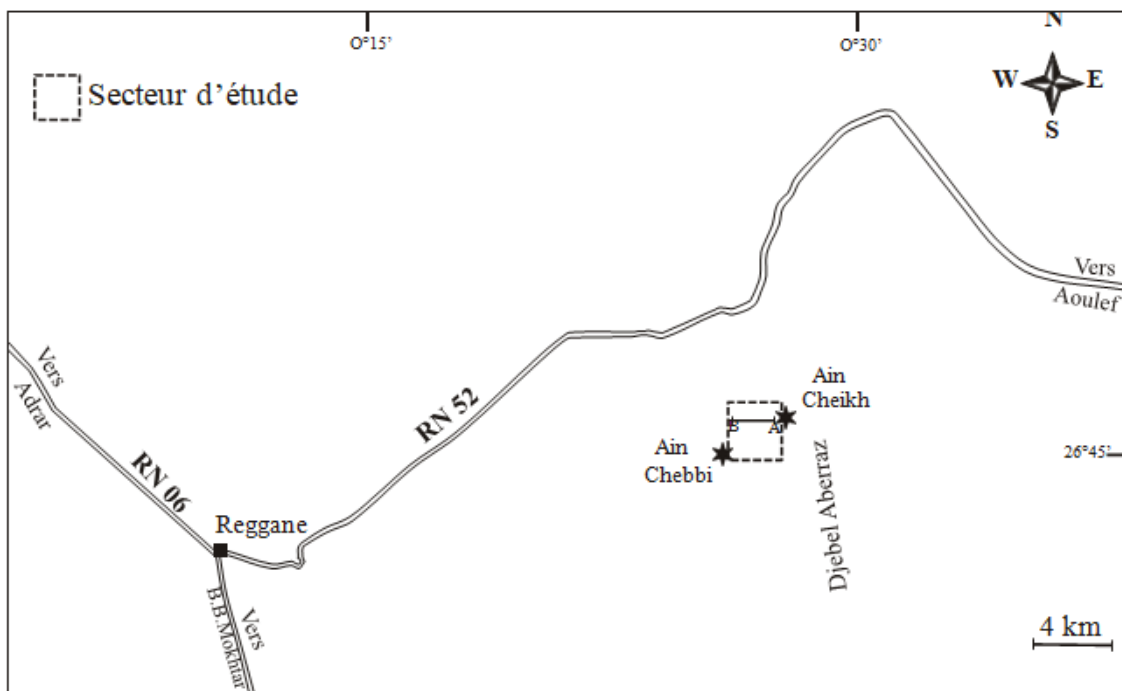 O°15'
O°30'
N
W
E
S
Secteur d'étude
Vers
Aoulef
Vers
Adrar
RN 52
RN 06
Ain
Cheikh
B
A
Ain
Chebbi
26°45'
Djebel Aberraz
Reggane
Vers
B.B.Mokhtar
4 km